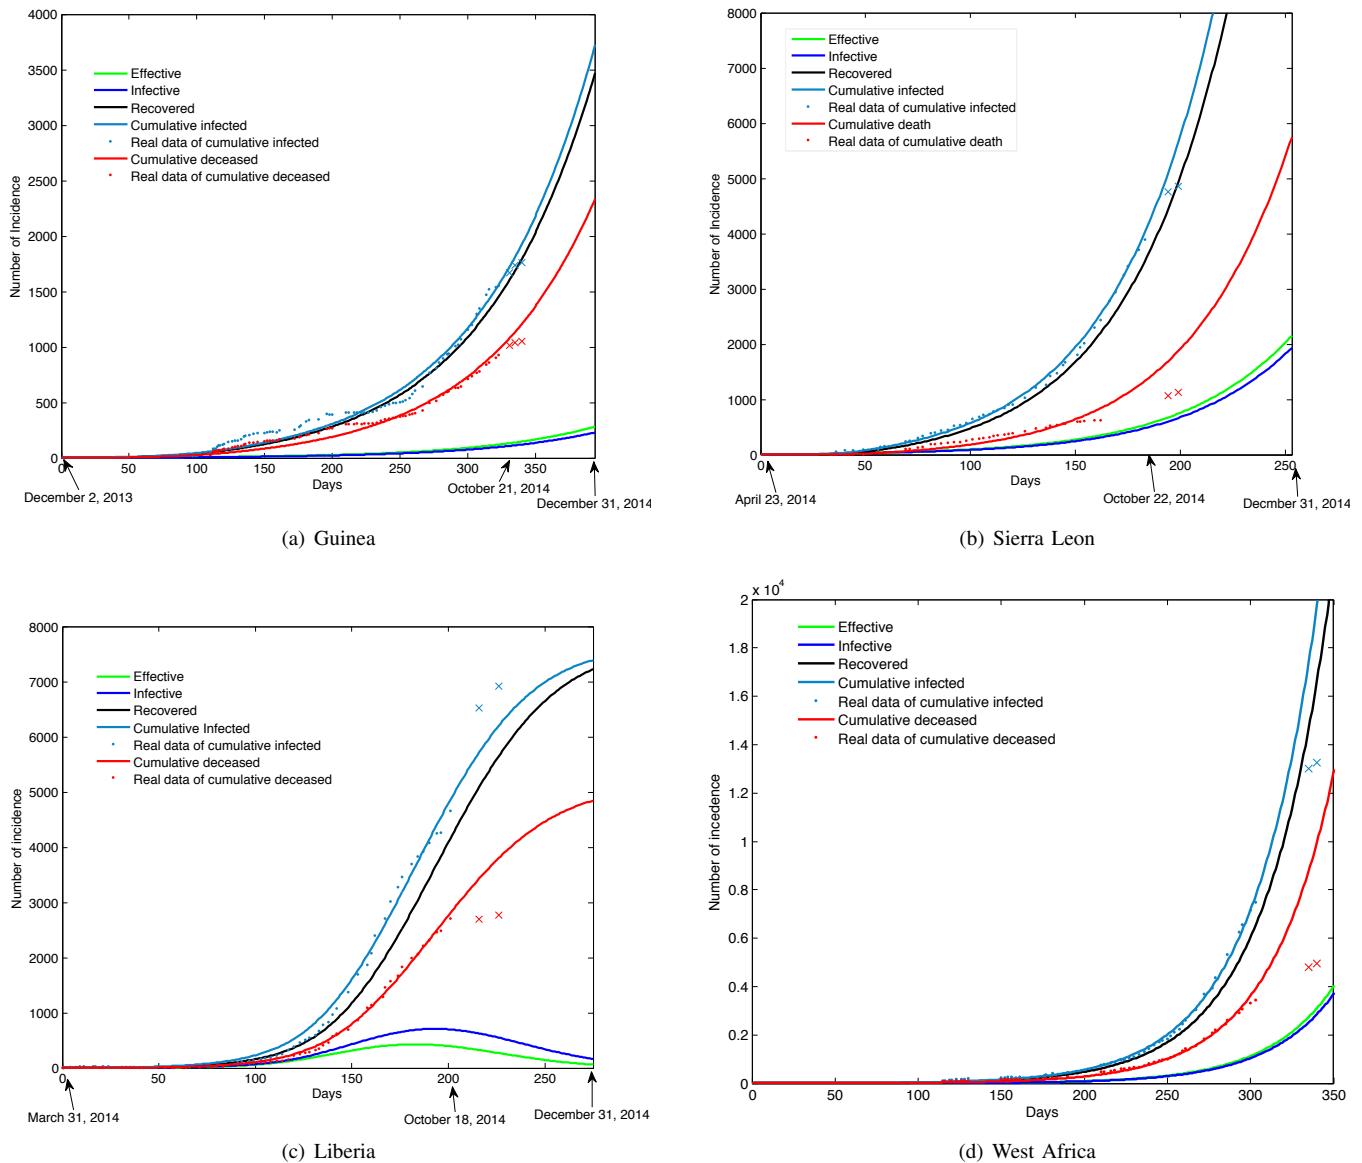 4000
3500
3000
2500
2000
1500
1000
500
0
Number of Incidence
Effective
Infective
Recovered
Cumulative infected
Real data of cumulative infected
Cumulative deceased
Real data of cumulative deceased
0 50 100 150 200 250 300 350
Days
December 2, 2013
October 21, 2014
December 31, 2014
(a) Guinea
8000
7000
6000
5000
4000
3000
2000
1000
0
Number of Incidence
Effective
Infective
Recovered
Cumulative infected
Real data of cumulative infected
Cumulative death
Real data of cumulative death
0 50 100 150 200 250
Days
April 23, 2014
October 22, 2014
Decmber 31, 2014
(b) Sierra Leon
8000
7000
6000
5000
4000
3000
2000
1000
0
Number of incidence
Effective
Infective
Recovered
Cumulative Infected
Real data of cumulative infected
Cumulative deceased
Real data of cumulative deceased
0 50 100 150 200 250
Days
March 31, 2014
October 18, 2014
December 31, 2014
(c) Liberia
x 10^4
2
1.8
1.6
1.4
1.2
1
0.8
0.6
0.4
0.2
0
Number of incedence
Effective
Infective
Recovered
Cumulative infected
Real data of cumulative infected
Cumulative deceased
Real data of cumulative deceased
0 50 100 150 200 250 300 350
Days
(d) West Africa